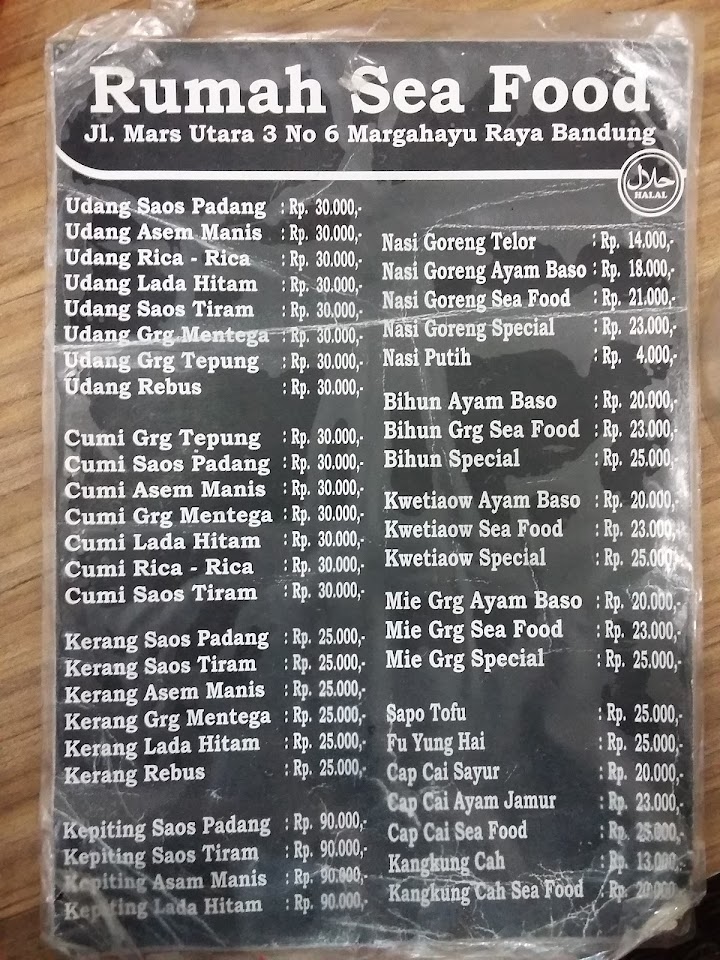 Rumah Sea Food
Jl. Mars Utara 3 No 6 Margahayu Raya Bandung
حلال
HALAL
Udang Saos Padang : Rp. 30.000,-
Udang Asem Manis : Rp. 30.000,-
Udang Rica - Rica : Rp. 30.000,-
Udang Lada Hitam : Rp. 30.000,-
Udang Saos Tiram : Rp. 30.000,-
Udang Grg Mentega : Rp. 30.000,-
Udang Grg Tepung : Rp. 30.000,-
Udang Rebus : Rp. 30.000,-
Cumi Grg Tepung : Rp. 30.000,-
Cumi Saos Padang : Rp. 30.000,-
Cumi Asem Manis : Rp. 30.000,-
Cumi Grg Mentega : Rp. 30.000,-
Cumi Lada Hitam : Rp. 30.000,-
Cumi Rica - Rica : Rp. 30.000,-
Cumi Saos Tiram : Rp. 30.000,-
Kerang Saos Padang : Rp. 25.000,-
Kerang Saos Tiram : Rp. 25.000,-
Kerang Asem Manis : Rp. 25.000,-
Kerang Grg Mentega : Rp. 25.000,-
Kerang Lada Hitam : Rp. 25.000,-
Kerang Rebus : Rp. 25.000,-
Kepiting Saos Padang : Rp. 90.000,-
Kepiting Saos Tiram : Rp. 90.000,-
Kepiting Asam Manis : Rp. 90.000,-
Kepiting Lada Hitam : Rp. 90.000,-
Nasi Goreng Telor : Rp. 14.000,-
Nasi Goreng Ayam Baso : Rp. 18.000,-
Nasi Goreng Sea Food : Rp. 21.000,-
Nasi Goreng Special : Rp. 23.000,-
Nasi Putih : Rp. 4.000,-
Bihun Ayam Baso : Rp. 20.000,-
Bihun Grg Sea Food : Rp. 23.000,-
Bihun Special : Rp. 25.000,-
Kwetiaow Ayam Baso : Rp. 20.000,-
Kwetiaow Sea Food : Rp. 23.000,-
Kwetiaow Special : Rp. 25.000,-
Mie Grg Ayam Baso : Rp. 20.000,-
Mie Grg Sea Food : Rp. 23.000,-
Mie Grg Special : Rp. 25.000,-
Sapo Tofu : Rp. 25.000,-
Fu Yung Hai : Rp. 25.000,-
Cap Cai Sayur : Rp. 20.000,-
Cap Cai Ayam Jamur : Rp. 23.000,-
Cap Cai Sea Food : Rp. 25.000,-
Kangkung Cah : Rp. 13.000,-
Kangkung Cah Sea Food : Rp. 20.000,-